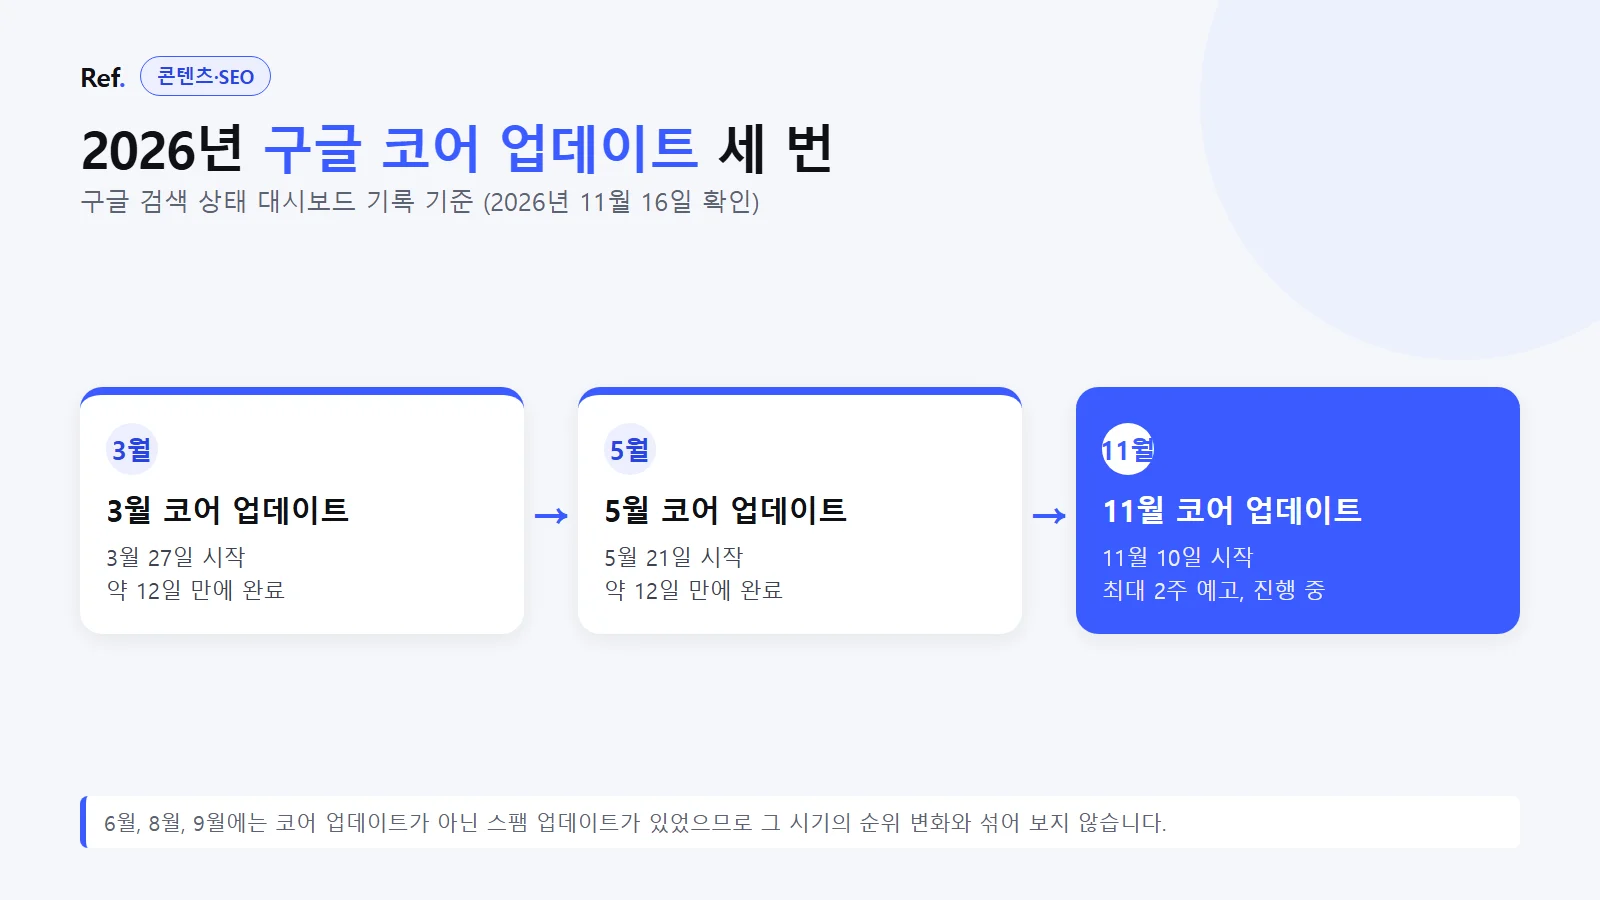 Ref.
콘텐츠·SEO
2026년 구글 코어 업데이트 세 번
구글 검색 상태 대시보드 기록 기준 (2026년 11월 16일 확인)
3월
3월 코어 업데이트
3월 27일 시작
약 12일 만에 완료
→
5월
5월 코어 업데이트
5월 21일 시작
약 12일 만에 완료
→
11월
11월 코어 업데이트
11월 10일 시작
최대 2주 예고, 진행 중
6월, 8월, 9월에는 코어 업데이트가 아닌 스팸 업데이트가 있었으므로 그 시기의 순위 변화와 섞어 보지 않습니다.